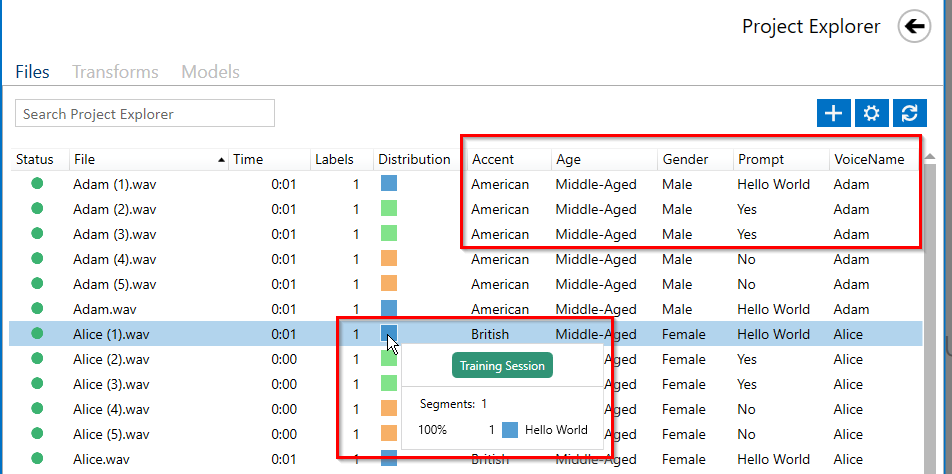 Project Explorer
Files Transforms Models
Search Project Explorer
Status File Time Labels Distribution Accent Age Gender Prompt VoiceName
Adam (1).wav 0:01 1 American Middle-Aged Male Hello World Adam
Adam (2).wav 0:01 1 American Middle-Aged Male Yes Adam
Adam (3).wav 0:01 1 American Middle-Aged Male Yes Adam
Adam (4).wav 0:01 1 American Middle-Aged Male No Adam
Adam (5).wav 0:01 1 American Middle-Aged Male No Adam
Adam.wav 0:01 1 American Middle-Aged Male Hello World Adam
Alice (1).wav 0:01 1 British Middle-Aged Female Hello World Alice
Alice (2).wav 0:00 1 Aged Female Yes Alice
Training Session
Alice (3).wav 0:00 1 Aged Female Yes Alice
Alice (4).wav 0:00 1 Segments: 1 Aged Female No Alice
Alice (5).wav 0:00 1 100% 1 Hello World Aged Female No Alice
Alice.wav 0:01 1 British Middle-Aged Female Hello World Alice